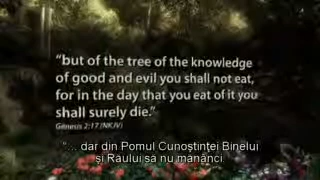 “but of the tree of the knowledge
of good and evil you shall not eat,
for in the day that you eat of it you
shall surely die.”
Genesis 2:17 (NKJV)
“... dar din Pomul Cunoştinţei Binelui
şi Răului să nu mănânci